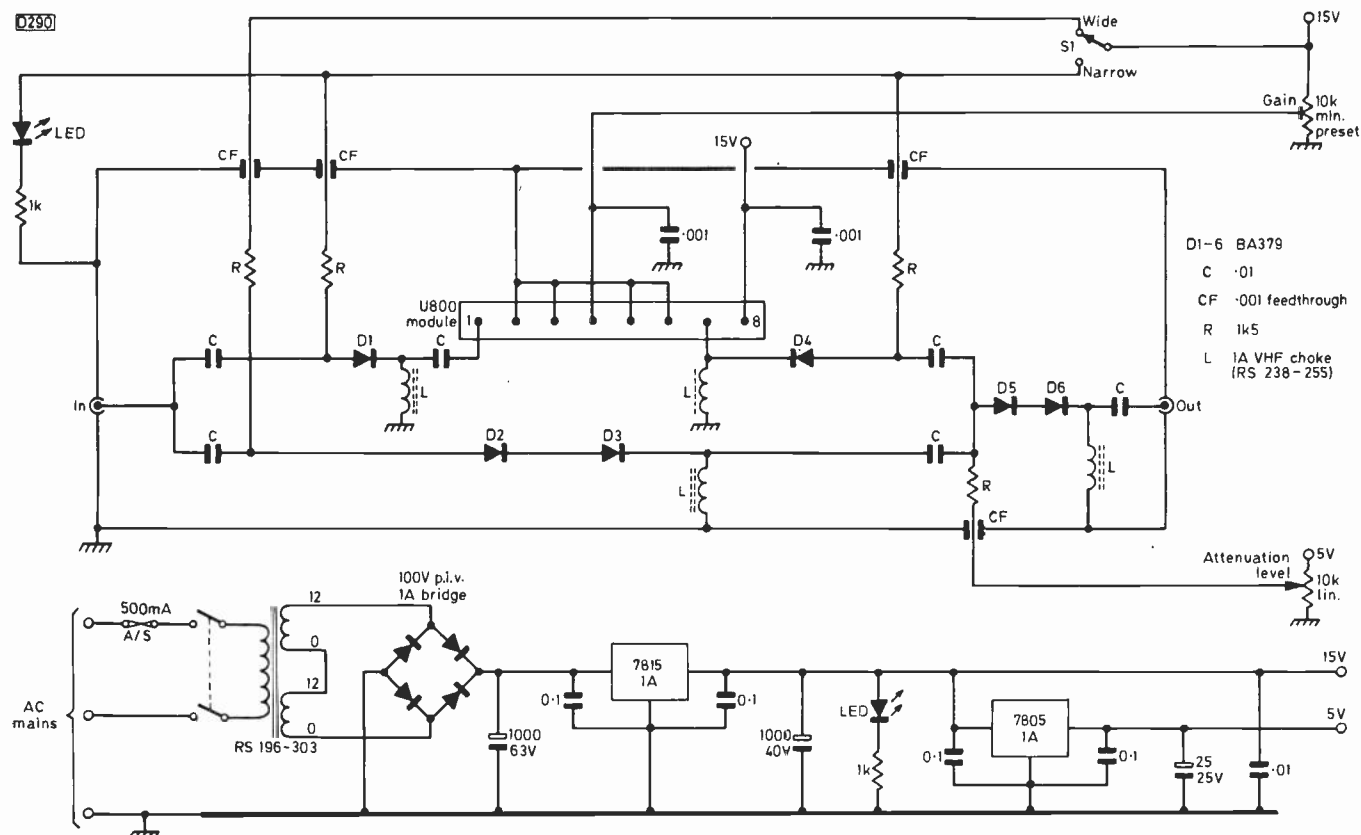 D290
Wide
15V
S1
Narrow
LED
Gain
10k
min.
preset
CF
CF
15V
CF
1k
·001
·001
R
R
R
D1-6 BA379
C ·01
CF ·001 feedthrough
R 1k5
L 1A VHF choke
(RS 238-255)
U800
module
1
8
C
D1
C
D4
C
L
L
D5
D6
C
In
Out
C
D2
D3
C
L
R
L
CF
Attenuation
level
5V
10k
lin.
100V p.i.v.
1A bridge
500mA
A/S
12
0
12
0
AC
mains
RS 196-303
7815
1A
15V
0·1
0·1
LED
7805
1A
5V
1000
63V
1000
40V
1k
0·1
0·1
25
25V
·01